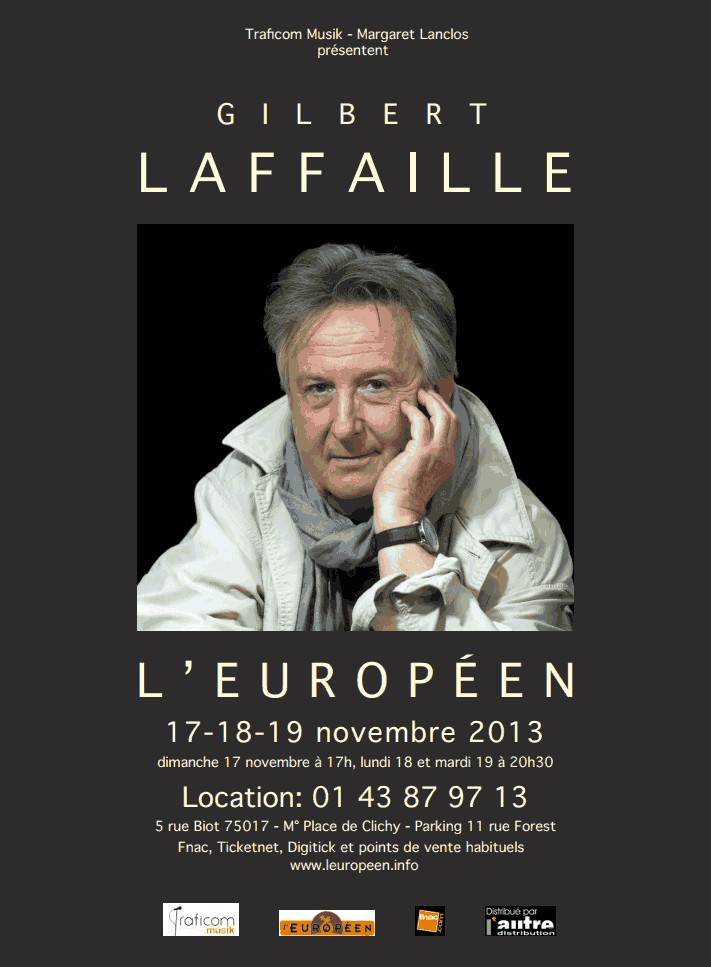 Traficom Musik - Margaret Lanclos
présentent
GILBERT
LAFFAILLE
L'EUROPÉEN
17-18-19 novembre 2013
dimanche 17 novembre à 17h, lundi 18 et mardi 19 à 20h30
Location: 01 43 87 97 13
5 rue Biot 75017 - M° Place de Clichy - Parking 11 rue Forest
Fnac, Ticketnet, Digitick et points de vente habituels
www.leuropeen.info
Traficom
musik
L'EUROPÉEN
fnac
.com
Distribué par
l'autre
distribution